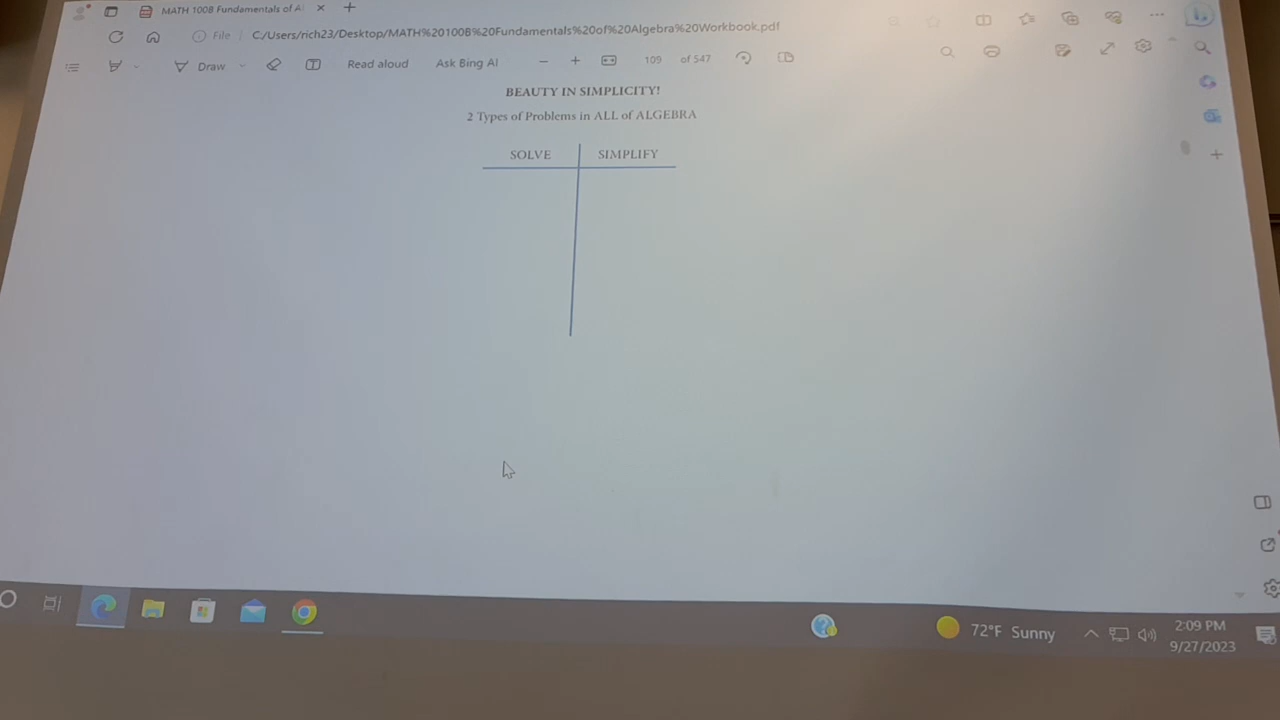 MATH 100B Fundamentals of Al
File
C:/Users/rich23/Desktop/MATH%20100B%20Fundamentals%20of%20Algebra%20Workbook.pdf
Draw
Read aloud
Ask Bing AI
109 of 547
BEAUTY IN SIMPLICITY!
2 Types of Problems in ALL of ALGEBRA
SOLVE SIMPLIFY
72°F Sunny
2:09 PM
9/27/2023